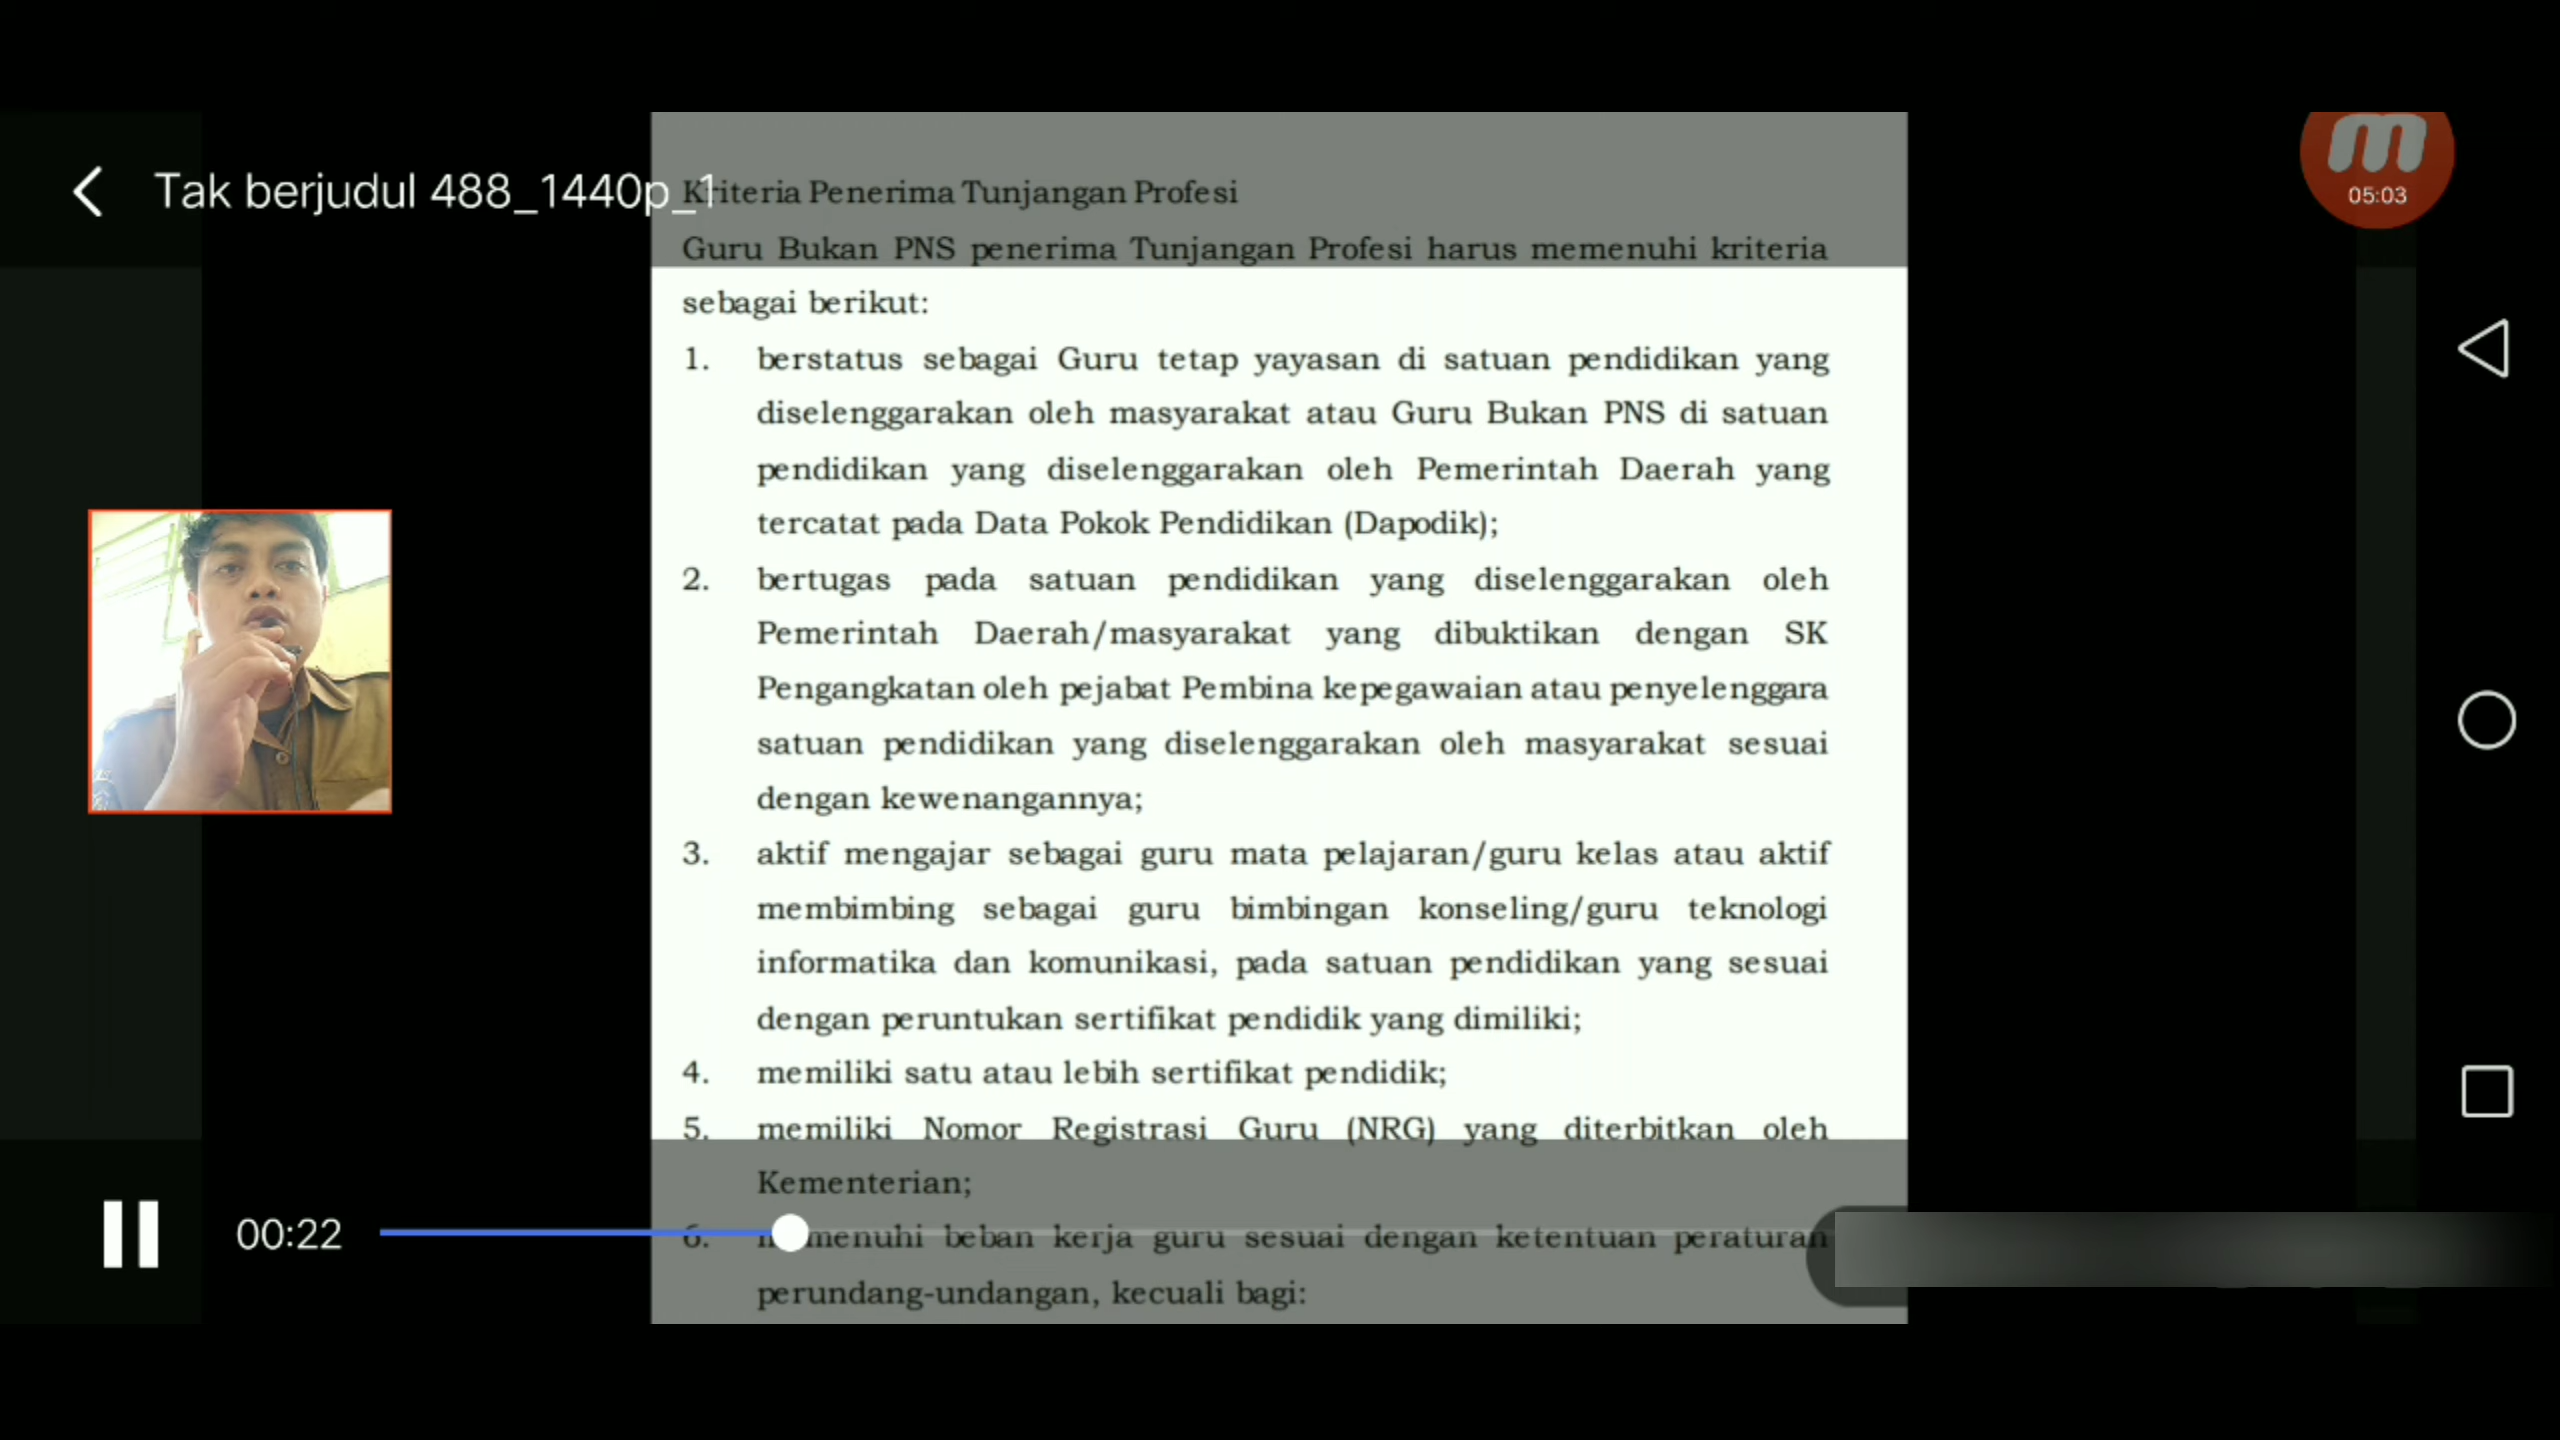 Tak berjudul 488_1440p_1
05:03
Kriteria Penerima Tunjangan Profesi
Guru Bukan PNS penerima Tunjangan Profesi harus memenuhi kriteria
sebagai berikut:
1. berstatus sebagai Guru tetap yayasan di satuan pendidikan yang
diselenggarakan oleh masyarakat atau Guru Bukan PNS di satuan
pendidikan yang diselenggarakan oleh Pemerintah Daerah yang
tercatat pada Data Pokok Pendidikan (Dapodik);
2. bertugas pada satuan pendidikan yang diselenggarakan oleh
Pemerintah Daerah/masyarakat yang dibuktikan dengan SK
Pengangkatan oleh pejabat Pembina kepegawaian atau penyelenggara
satuan pendidikan yang diselenggarakan oleh masyarakat sesuai
dengan kewenangannya;
3. aktif mengajar sebagai guru mata pelajaran/guru kelas atau aktif
membimbing sebagai guru bimbingan konseling/guru teknologi
informatika dan komunikasi, pada satuan pendidikan yang sesuai
dengan peruntukan sertifikat pendidik yang dimiliki;
4. memiliki satu atau lebih sertifikat pendidik;
5. memiliki Nomor Registrasi Guru (NRG) yang diterbitkan oleh
Kementerian;
6. memenuhi beban kerja guru sesuai dengan ketentuan peraturan
perundang-undangan, kecuali bagi:
00:22